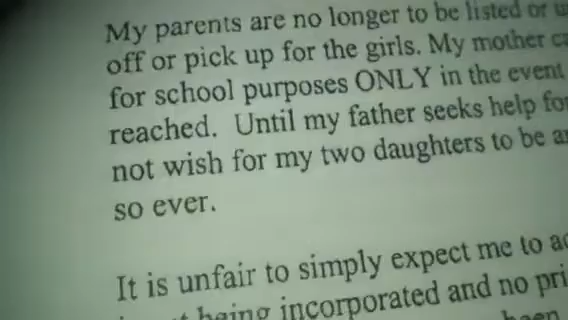 My parents are no longer to be listed or
off or pick up for the girls. My mother
for school purposes ONLY in the event
reached. Until my father seeks help for
not wish for my two daughters to be
so ever.
It is unfair to simply expect me to
being incorporated and no
been